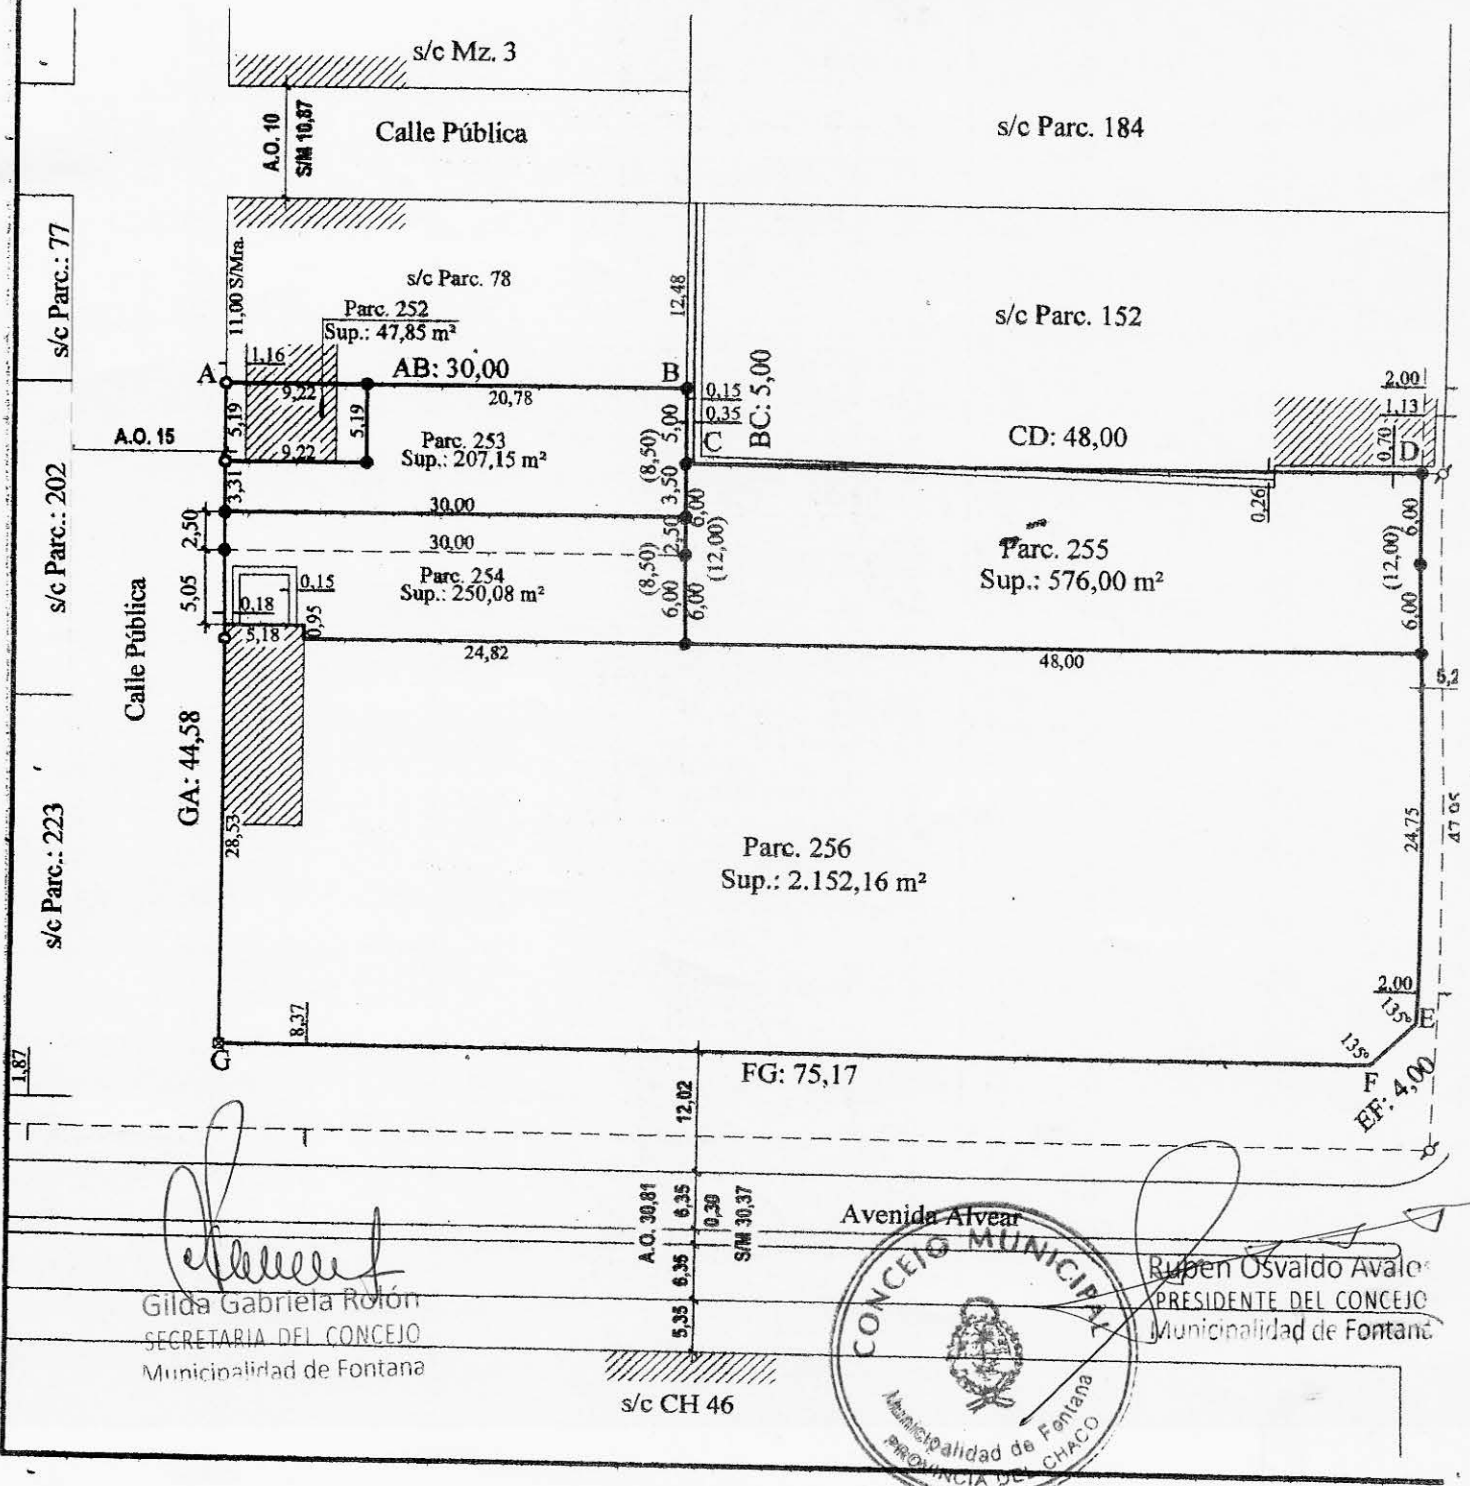 s/c Mz. 3
A.O. 10
S/M 10,87
Calle Pública
s/c Parc. 184
s/c Parc.: 77
11,00 S/Mra.
s/c Parc. 78
12,48
s/c Parc. 152
Parc. 252
Sup.: 47,85 m²
1,16
A
AB: 30,00
B
9,22
20,78
0,15
0,35
BC: 5,00
2,00
1,13
0,70
5,19
5,19
5,00
C
CD: 48,00
D
A.O. 15
Parc. 253
Sup.: 207,15 m²
(8,50)
9,22
3,31
3,50
6,00
0,26
6,00
s/c Parc.: 202
30,00
2,50
30,00
2,50
(12,00)
Parc. 255
Sup.: 576,00 m²
(12,00)
Parc. 254
Sup.: 250,08 m²
(8,50)
5,05
0,15
0,18
5,18
0,95
6,00
6,00
6,00
24,82
48,00
Calle Pública
GA: 44,58
28,53
24,75
s/c Parc.: 223
Parc. 256
Sup.: 2.152,16 m²
2,00
135º
E
135º
8,37
G
FG: 75,17
F
EF: 4,00
1,87
12,02
A.O. 30,81
6,35
0,30
S/M 30,37
6,35
5,35
Avenida Alvear
Gilda Gabriela Rolón
SECRETARIA DEL CONCEJO
Municipalidad de Fontana
CONCEJO MUNICIPAL
Municipalidad de Fontana
PROVINCIA DEL CHACO
Ruben Osvaldo Avalo
PRESIDENTE DEL CONCEJO
Municipalidad de Fontana
s/c CH 46